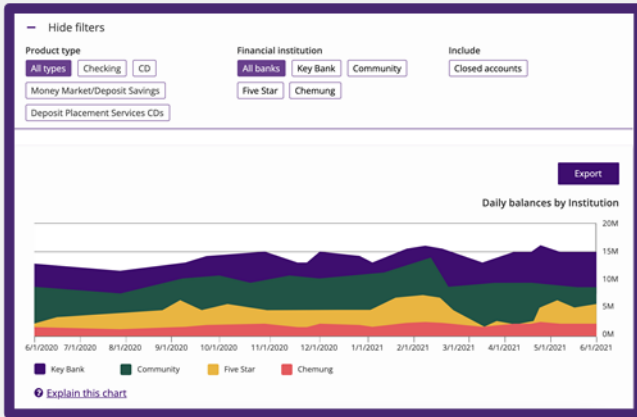 Hide filters
Product type
All types Checking CD
Money Market/Deposit Savings
Deposit Placement Services CDs
Financial institution
All banks Key Bank Community
Five Star Chemung
Include
Closed accounts
Export
Daily balances by Institution
20M
15M
10M
5M
0M
6/1/2020 7/1/2020 8/1/2020 9/1/2020 10/1/2020 11/1/2020 12/1/2020 1/1/2021 2/1/2021 3/1/2021 4/1/2021 5/1/2021 6/1/2021
Key Bank Community Five Star Chemung
? Explain this chart